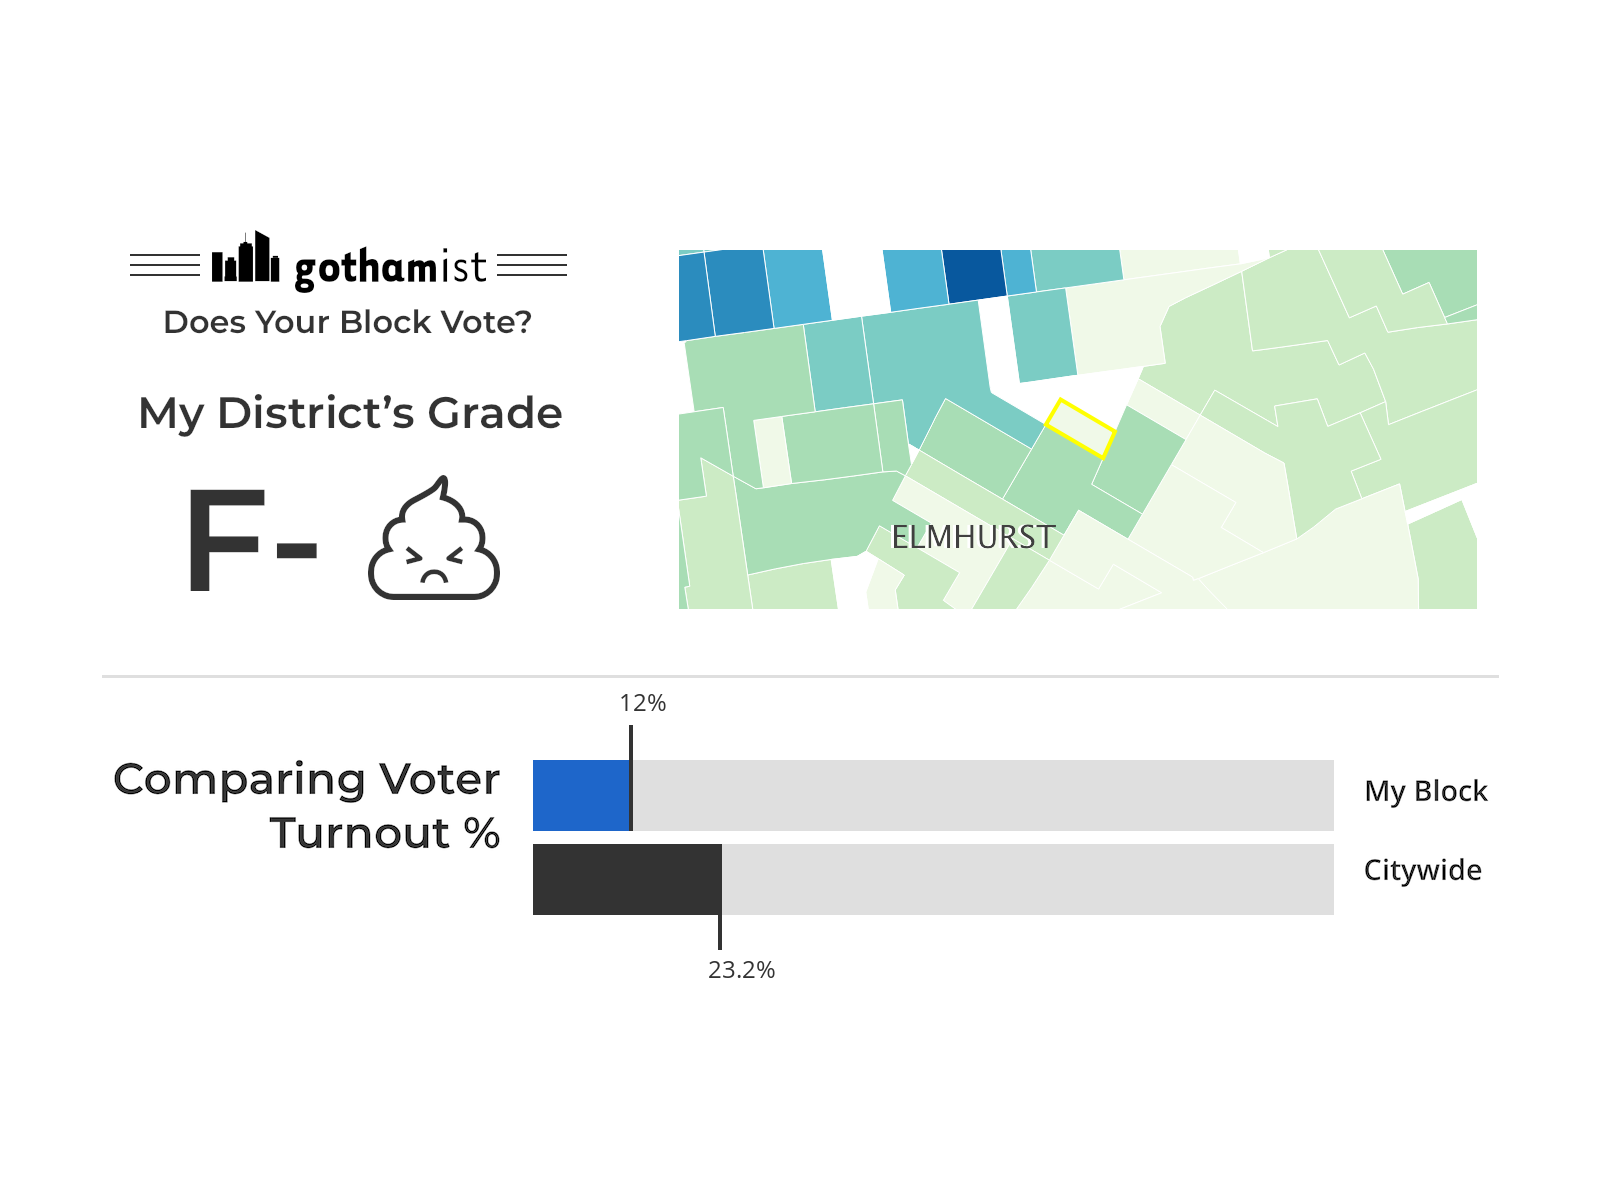 gothamist
Does Your Block Vote?
My District’s Grade
F-
ELMHURST
12%
Comparing Voter
Turnout %
My Block
Citywide
23.2%